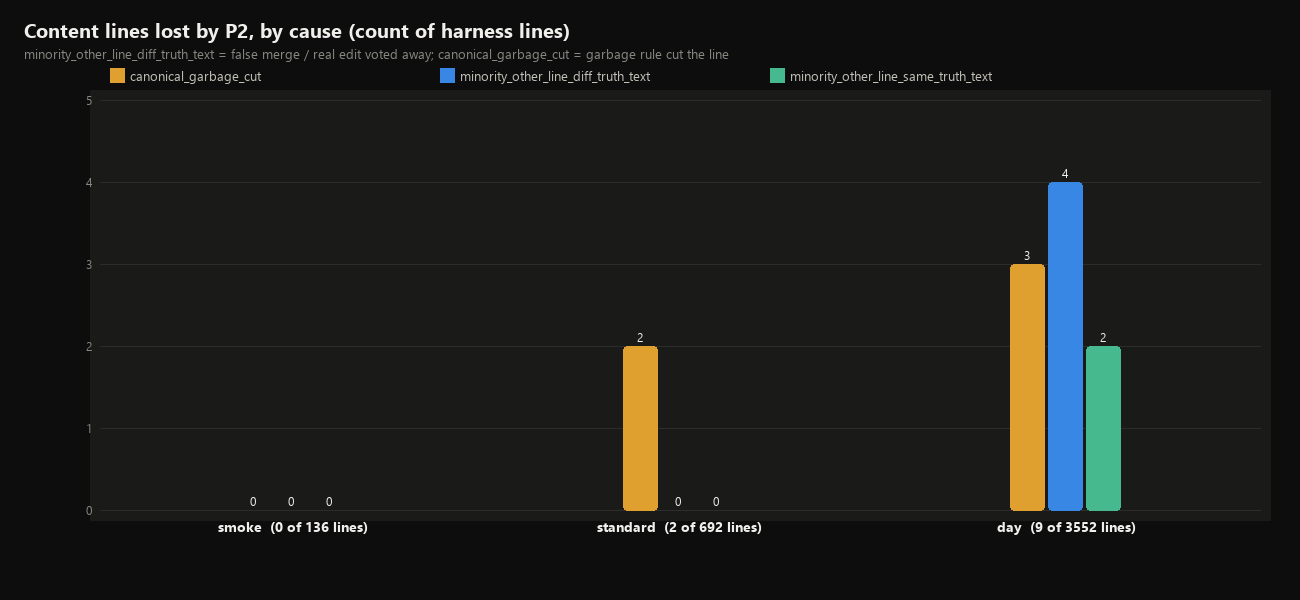 Content lines lost by P2, by cause (count of harness lines)
minority_other_line_diff_truth_text = false merge / real edit voted away; canonical_garbage_cut = garbage rule cut the line
canonical_garbage_cut minority_other_line_diff_truth_text minority_other_line_same_truth_text
5
4
4
3
3
2
2
2
1
0
0 0 0
0 0
smoke (0 of 136 lines) standard (2 of 692 lines) day (9 of 3552 lines)